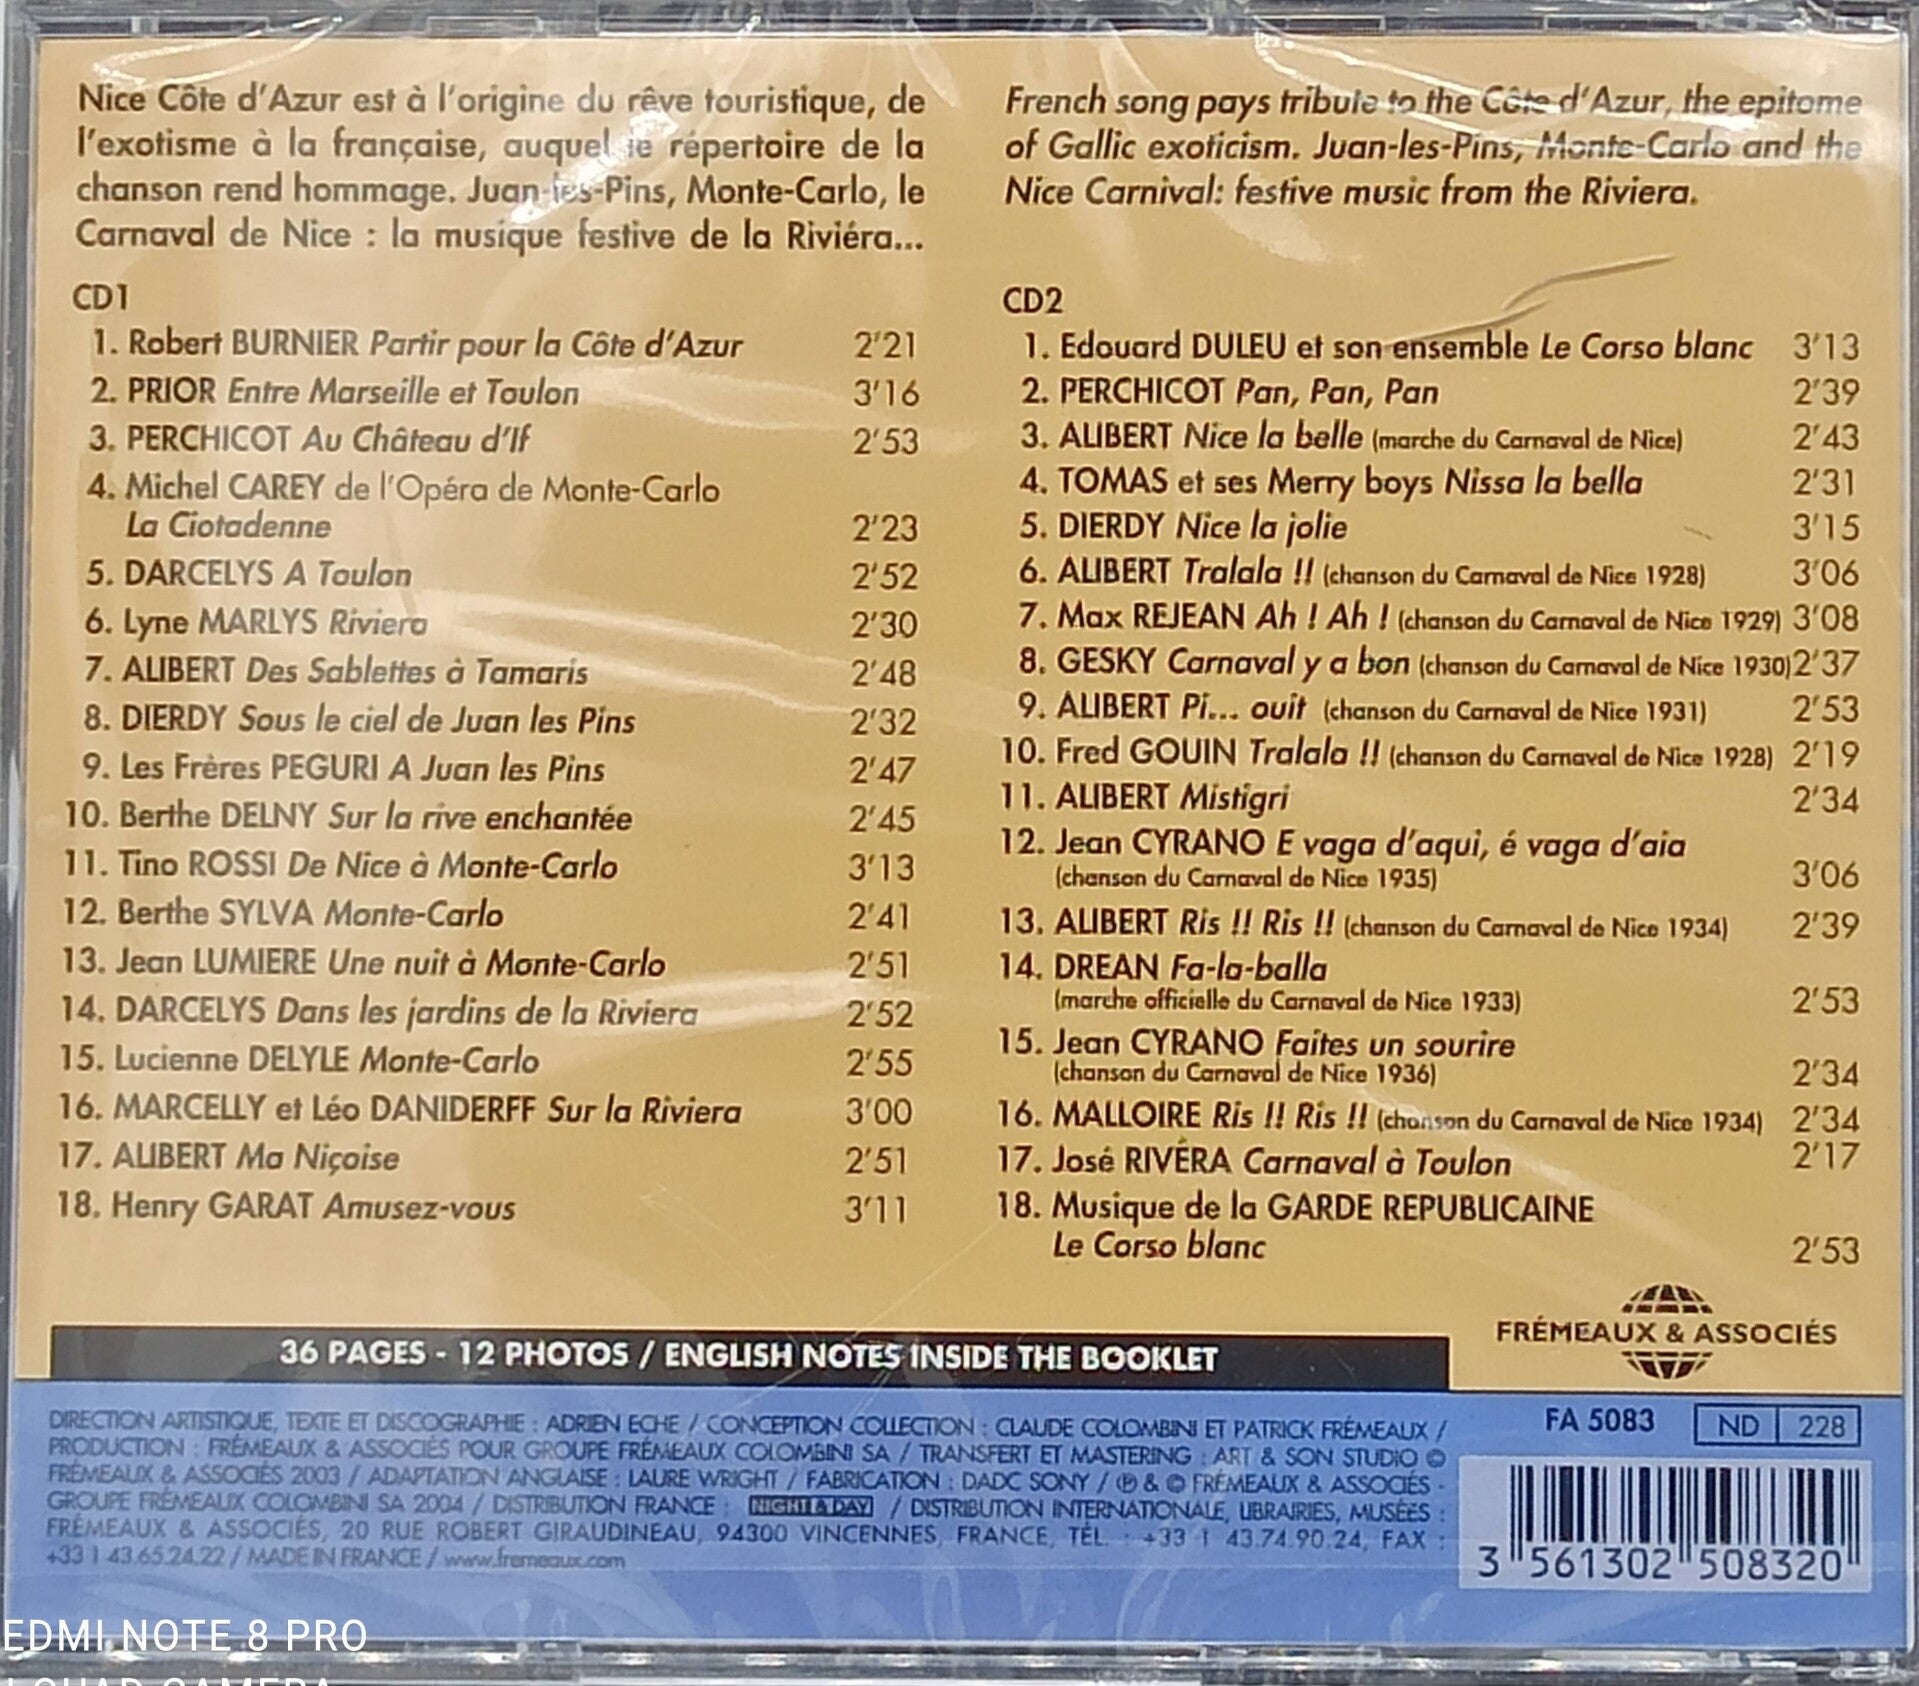 Nice Côte d'Azur est à l'origine du rêve touristique, de
l'exotisme à la française, auquel le répertoire de la
chanson rend hommage. Juan-les-Pins, Monte-Carlo, le
Carnaval de Nice : la musique festive de la Riviéra...
French song pays tribute to the Côte d'Azur, the epitome
of Gallic exoticism. Juan-les-Pins, Monte-Carlo and the
Nice Carnival: festive music from the Riviera.
CD1
1. Robert BURNIER Partir pour la Côte d'Azur 2'21
2. PRIOR Entre Marseille et Toulon 3'16
3. PERCHICOT Au Château d'If 2'53
4. Michel CAREY de l'Opéra de Monte-Carlo
La Ciotadenne 2'23
5. DARCELYS A Toulon 2'52
6. Lyne MARLYS Riviera 2'30
7. ALIBERT Des Sablettes à Tamaris 2'48
8. DIERDY Sous le ciel de Juan les Pins 2'32
9. Les Frères PEGURI A Juan les Pins 2'47
10. Berthe DELNY Sur la rive enchantée 2'45
11. Tino ROSSI De Nice à Monte-Carlo 3'13
12. Berthe SYLVA Monte-Carlo 2'41
13. Jean LUMIERE Une nuit à Monte-Carlo 2'51
14. DARCELYS Dans les jardins de la Riviera 2'52
15. Lucienne DELYLE Monte-Carlo 2'55
16. MARCELLY et Léo DANIDERFF Sur la Riviera 3'00
17. ALIBERT Ma Niçoise 2'51
18. Henry GARAT Amusez-vous 3'11
CD2
1. Edouard DULEU et son ensemble Le Corso blanc 3'13
2. PERCHICOT Pan, Pan, Pan 2'39
3. ALIBERT Nice la belle (marche du Carnaval de Nice) 2'43
4. TOMAS et ses Merry boys Nissa la bella 2'31
5. DIERDY Nice la jolie 3'15
6. ALIBERT Tralala !! (chanson du Carnaval de Nice 1928) 3'06
7. Max REJEAN Ah ! Ah ! (chanson du Carnaval de Nice 1929) 3'08
8. GESKY Carnaval y a bon (chanson du Carnaval de Nice 1930) 2'37
9. ALIBERT Pi... ouit (chanson du Carnaval de Nice 1931) 2'53
10. Fred GOUIN Tralala !! (chanson du Carnaval de Nice 1928) 2'19
11. ALIBERT Mistigri 2'34
12. Jean CYRANO E vaga d'aqui, é vaga d'aia
(chanson du Carnaval de Nice 1935) 3'06
13. ALIBERT Ris !! Ris !! (chanson du Carnaval de Nice 1934) 2'39
14. DREAN Fa-la-balla
(marche officielle du Carnaval de Nice 1933) 2'53
15. Jean CYRANO Faites un sourire
(chanson du Carnaval de Nice 1936) 2'34
16. MALLOIRE Ris !! Ris !! (chanson du Carnaval de Nice 1934) 2'34
17. José RIVÉRA Carnaval à Toulon 2'17
18. Musique de la GARDE REPUBLICAINE
Le Corso blanc 2'53
FRÉMEAUX & ASSOCIÉS
36 PAGES - 12 PHOTOS / ENGLISH NOTES INSIDE THE BOOKLET
DIRECTION ARTISTIQUE, TEXTE ET DISCOGRAPHIE : ADRIEN ECHE / CONCEPTION COLLECTION : CLAUDE COLOMBINI ET PATRICK FRÉMEAUX /
PRODUCTION : FRÉMEAUX & ASSOCIÉS POUR GROUPE FRÉMEAUX COLOMBINI SA / TRANSFERT ET MASTERING : ART & SON STUDIO ©
FRÉMEAUX & ASSOCIÉS 2003 / ADAPTATION ANGLAISE : LAURE WRIGHT / FABRICATION : DADC SONY / ℗ & © FRÉMEAUX & ASSOCIÉS -
GROUPE FRÉMEAUX COLOMBINI SA 2004 / DISTRIBUTION FRANCE : NIGHT & DAY / DISTRIBUTION INTERNATIONALE, LIBRAIRIES, MUSÉES :
FRÉMEAUX & ASSOCIÉS, 20 RUE ROBERT GIRAUDINEAU, 94300 VINCENNES, FRANCE, TÉL. : +33 1 43.74.90.24, FAX :
+33 1 43.65.24.22 / MADE IN FRANCE / www.fremeaux.com
FA 5083 ND 228
3 561302 508320
EDMI NOTE 8 PRO